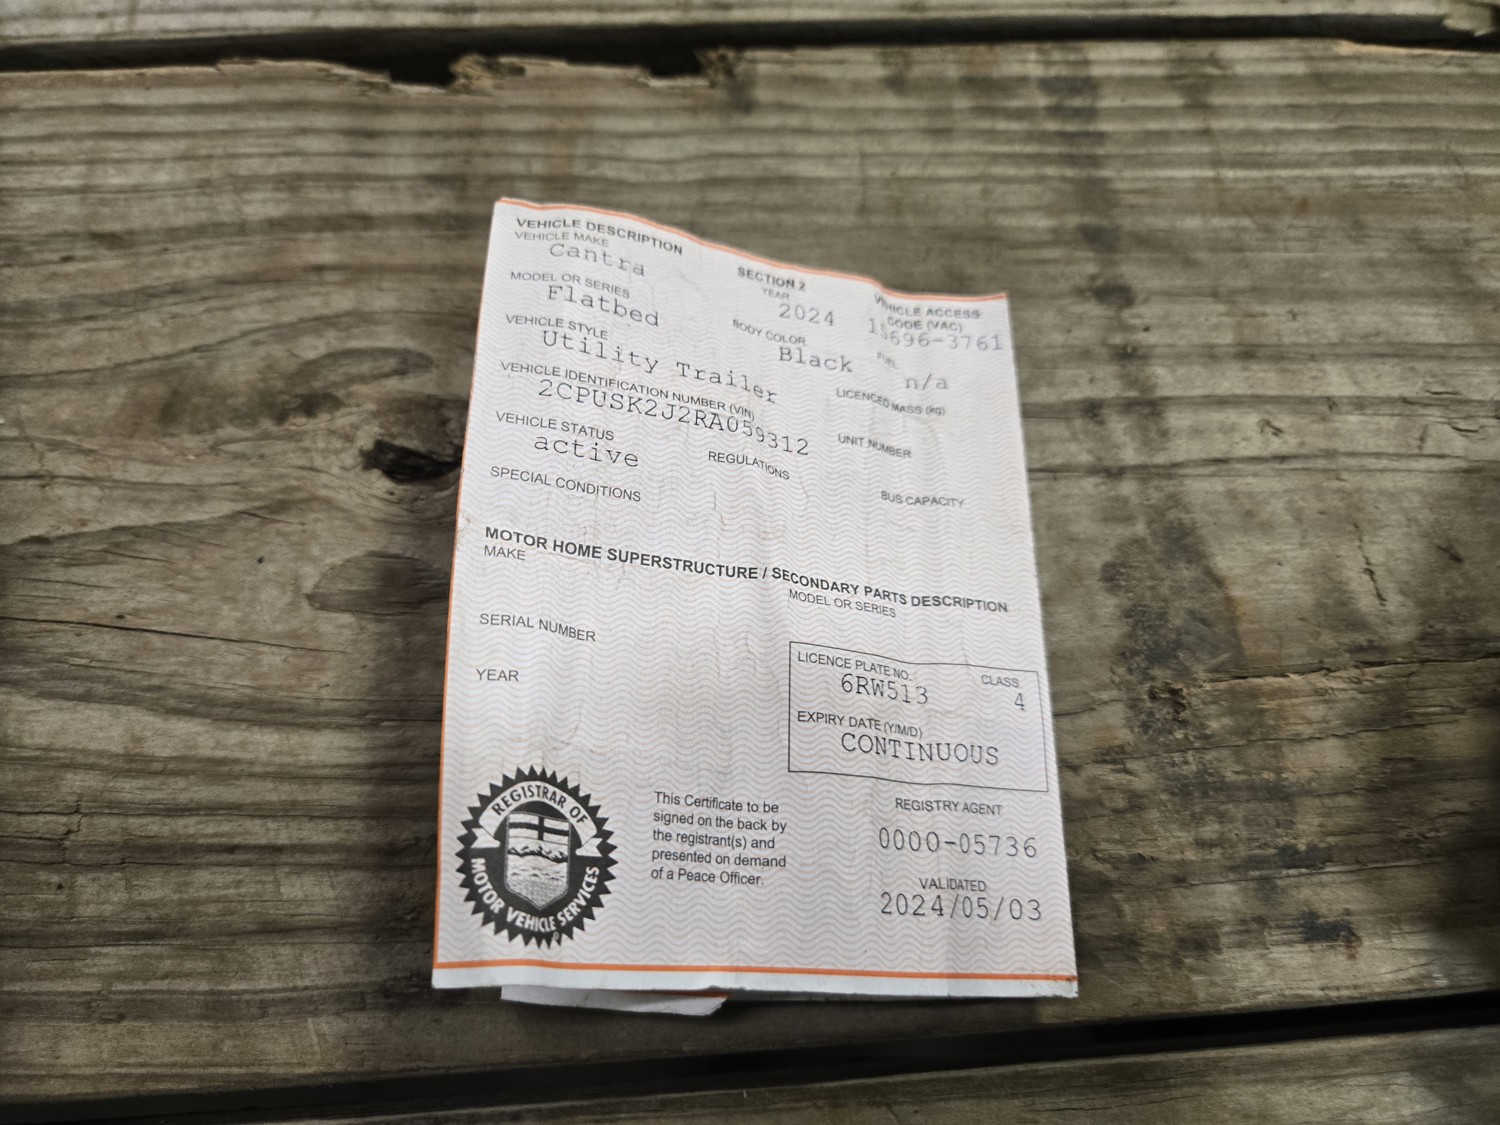 VEHICLE DESCRIPTION
SECTION 2
VEHICLE MAKE
YEAR
VEHICLE ACCESS
CODE (VAC)
Cantra
2024
15696-3761
MODEL OR SERIES
BODY COLOR
FUEL
Flatbed
Black
n/a
VEHICLE STYLE
LICENCED MASS (kg)
Utility Trailer
VEHICLE IDENTIFICATION NUMBER (VIN)
UNIT NUMBER
2CPUSK2J2RA059312
VEHICLE STATUS
REGULATIONS
BUS CAPACITY
active
SPECIAL CONDITIONS
MOTOR HOME SUPERSTRUCTURE / SECONDARY PARTS DESCRIPTION
MAKE
MODEL OR SERIES
SERIAL NUMBER
YEAR
LICENCE PLATE NO.
CLASS
6RW513
4
EXPIRY DATE (Y/M/D)
CONTINUOUS
REGISTRAR OF
MOTOR VEHICLE SERVICES
This Certificate to be
signed on the back by
the registrant(s) and
presented on demand
of a Peace Officer.
REGISTRY AGENT
0000-05736
VALIDATED
2024/05/03